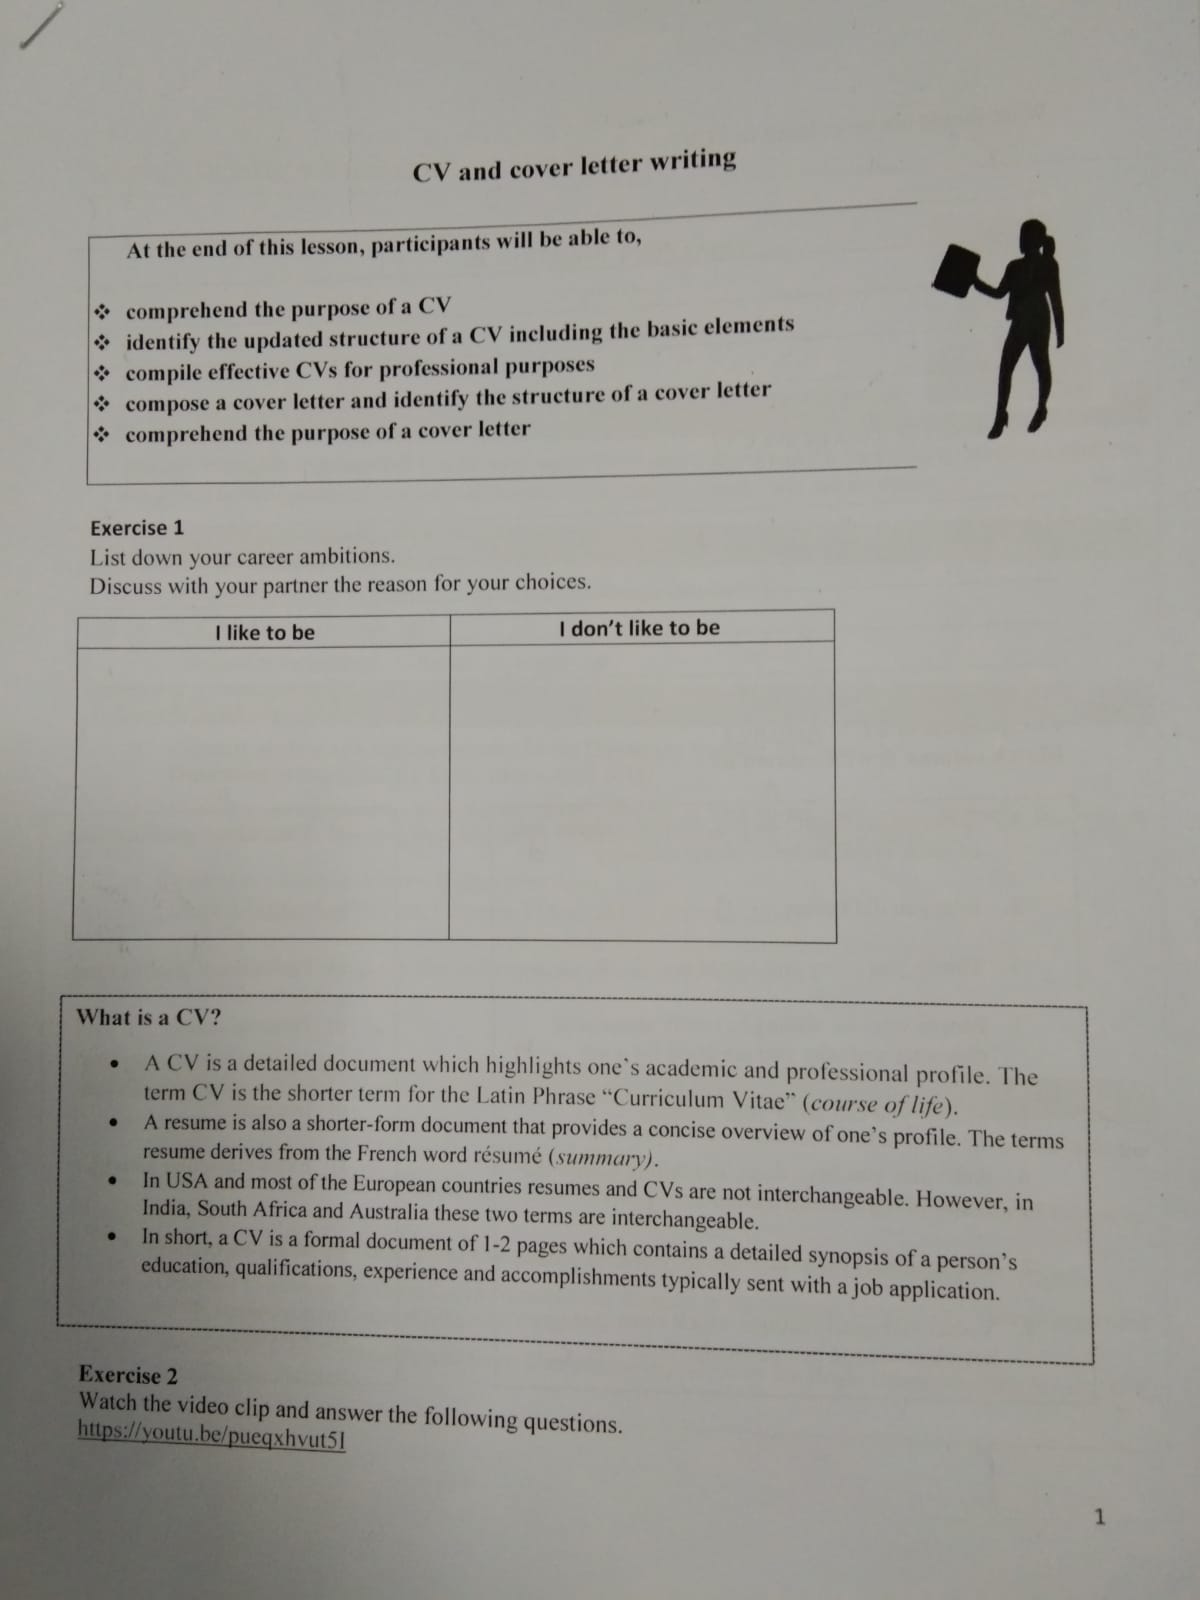 CV and cover letter writing
At the end of this lesson, participants will be able to,
❖ comprehend the purpose of a CV
❖ identify the updated structure of a CV including the basic elements
❖ compile effective CVs for professional purposes
❖ compose a cover letter and identify the structure of a cover letter
❖ comprehend the purpose of a cover letter
Exercise 1
List down your career ambitions.
Discuss with your partner the reason for your choices.
I like to be
I don't like to be
What is a CV?
• A CV is a detailed document which highlights one`s academic and professional profile. The
term CV is the shorter term for the Latin Phrase “Curriculum Vitae” (course of life).
• A resume is also a shorter-form document that provides a concise overview of one’s profile. The terms
resume derives from the French word résumé (summary).
• In USA and most of the European countries resumes and CVs are not interchangeable. However, in
India, South Africa and Australia these two terms are interchangeable.
• In short, a CV is a formal document of 1-2 pages which contains a detailed synopsis of a person’s
education, qualifications, experience and accomplishments typically sent with a job application.
Exercise 2
Watch the video clip and answer the following questions.
https://youtu.be/pueqxhvut5I
1